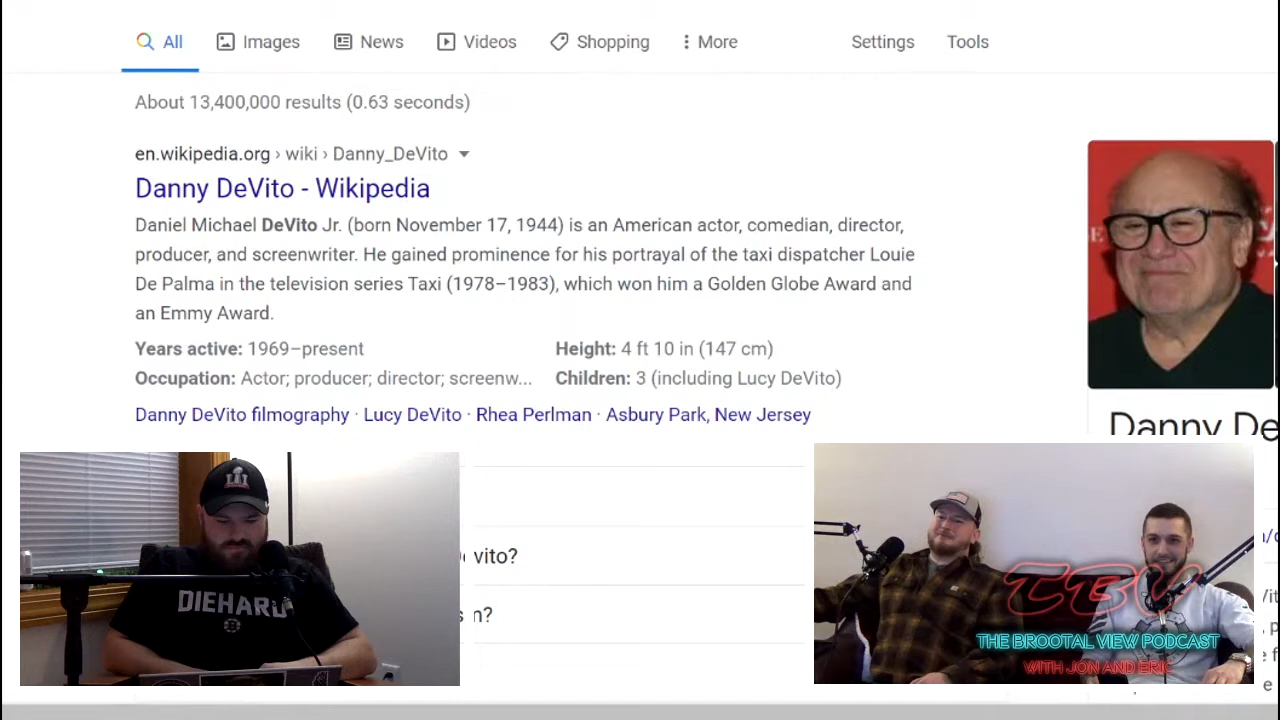 All Images News Videos Shopping More Settings Tools
About 13,400,000 results (0.63 seconds)
en.wikipedia.org › wiki › Danny_DeVito
Danny DeVito - Wikipedia
Daniel Michael DeVito Jr. (born November 17, 1944) is an American actor, comedian, director,
producer, and screenwriter. He gained prominence for his portrayal of the taxi dispatcher Louie
De Palma in the television series Taxi (1978–1983), which won him a Golden Globe Award and
an Emmy Award.
Years active: 1969–present
Height: 4 ft 10 in (147 cm)
Occupation: Actor; producer; director; screenw...
Children: 3 (including Lucy DeVito)
Danny DeVito filmography · Lucy DeVito · Rhea Perlman · Asbury Park, New Jersey
Danny De
vito?
LI
DIEHARD
TBV
THE BROOTAL VIEW PODCAST
WITH JON AND ERIC